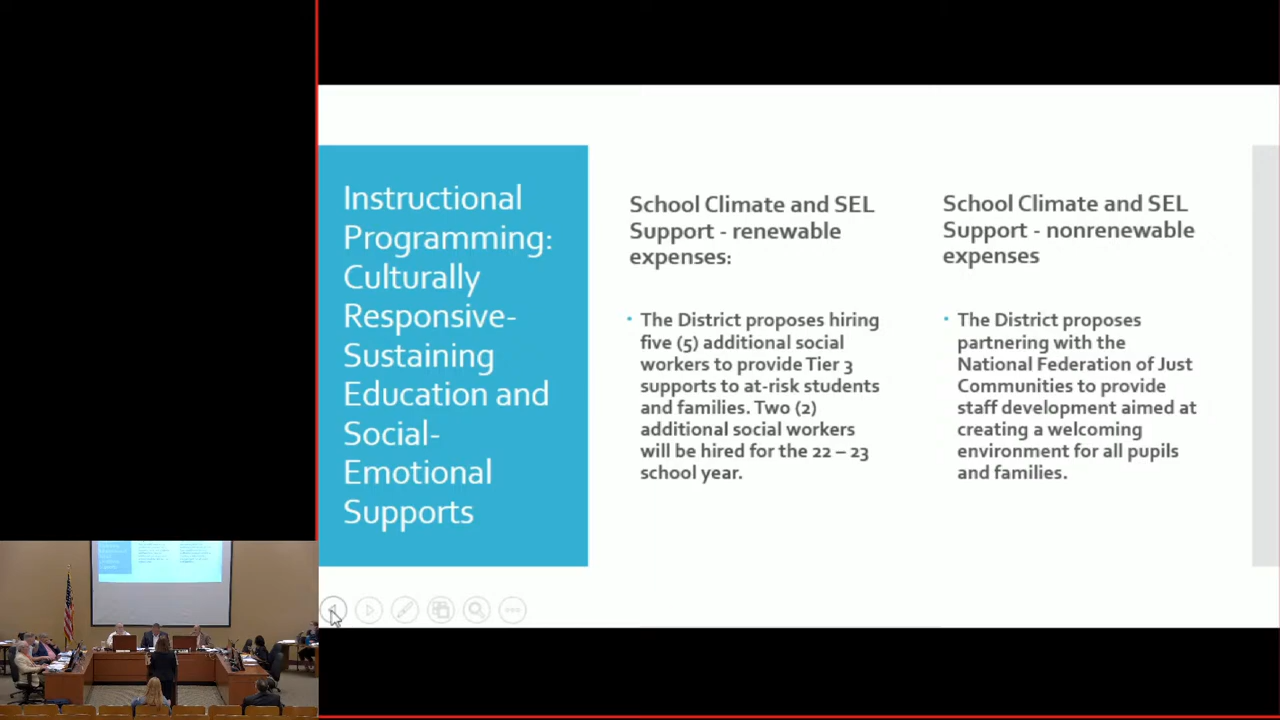 Instructional
Programming:
Culturally
Responsive-
Sustaining
Education and
Social-
Emotional
Supports
School Climate and SEL
Support - renewable
expenses:
• The District proposes hiring
five (5) additional social
workers to provide Tier 3
supports to at-risk students
and families. Two (2)
additional social workers
will be hired for the 22 – 23
school year.
School Climate and SEL
Support - nonrenewable
expenses
• The District proposes
partnering with the
National Federation of Just
Communities to provide
staff development aimed at
creating a welcoming
environment for all pupils
and families.